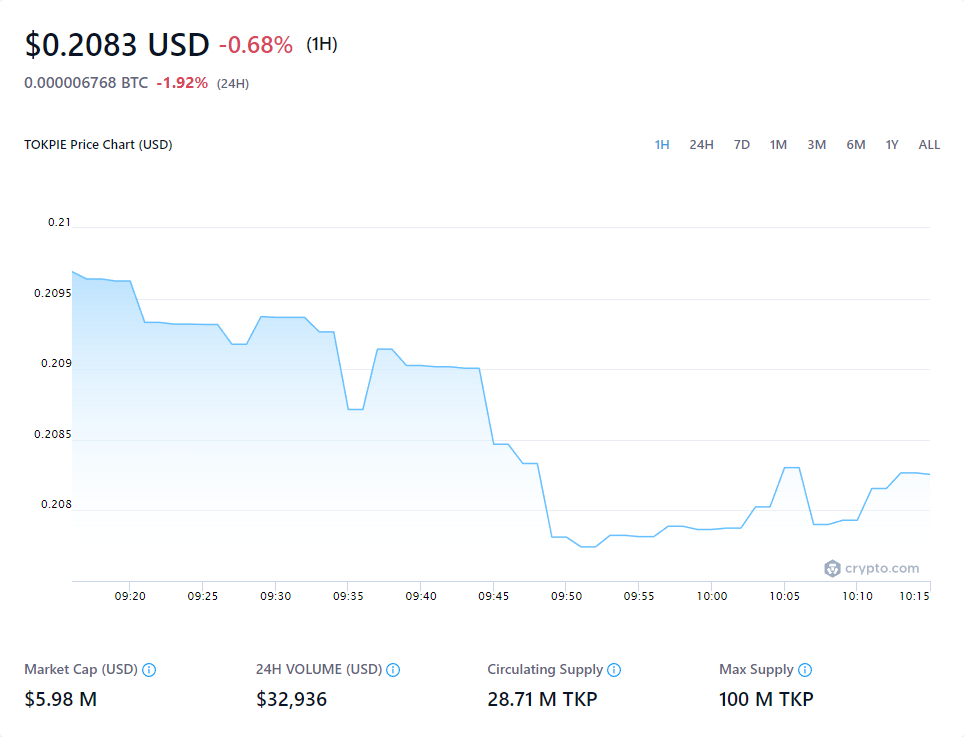 $0.2083 USD -0.68% (1H)
0.000006768 BTC -1.92% (24H)
TOKPIE Price Chart (USD) 1H 24H 7D 1M 3M 6M 1Y ALL
0.21
0.2095
0.209
0.2085
0.208
crypto.com
09:20 09:25 09:30 09:35 09:40 09:45 09:50 09:55 10:00 10:05 10:10 10:15
Market Cap (USD) 24H VOLUME (USD) Circulating Supply Max Supply
$5.98 M $32,936 28.71 M TKP 100 M TKP